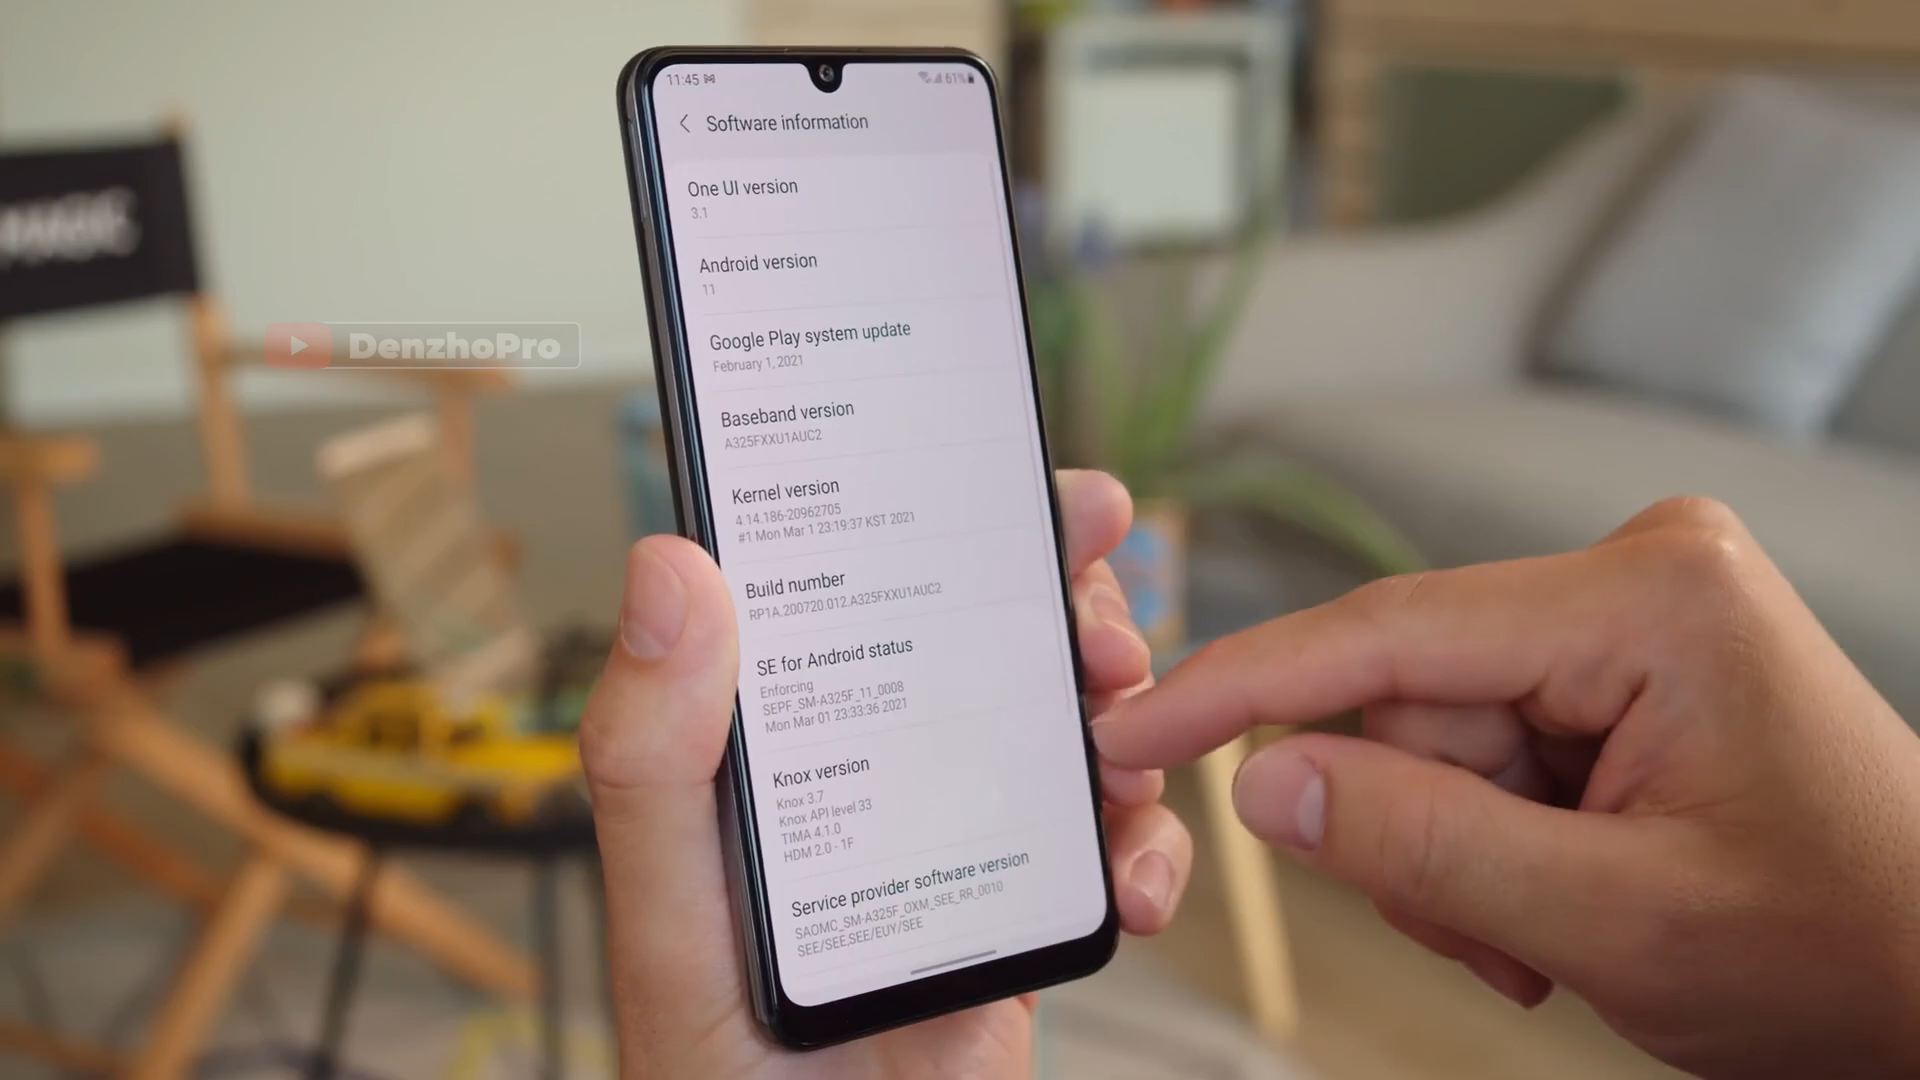 11:45
61%
Software information
One UI version
3.1
Android version
11
Google Play system update
February 1, 2021
Baseband version
A325FXXU1AUC2
Kernel version
4.14.186-20962705
#1 Mon Mar 1 23:19:37 KST 2021
Build number
RP1A.200720.012.A325FXXU1AUC2
SE for Android status
Enforcing
SEPF_SM-A325F_11_0008
Mon Mar 01 23:33:36 2021
Knox version
Knox 3.7
Knox API level 33
TIMA 4.1.0
HDM 2.0 - 1F
Service provider software version
SAOMC_SM-A325F_OXM_SEE_RR_0010
SEE/SEE,SEE/EUY/SEE
DenzhoPro